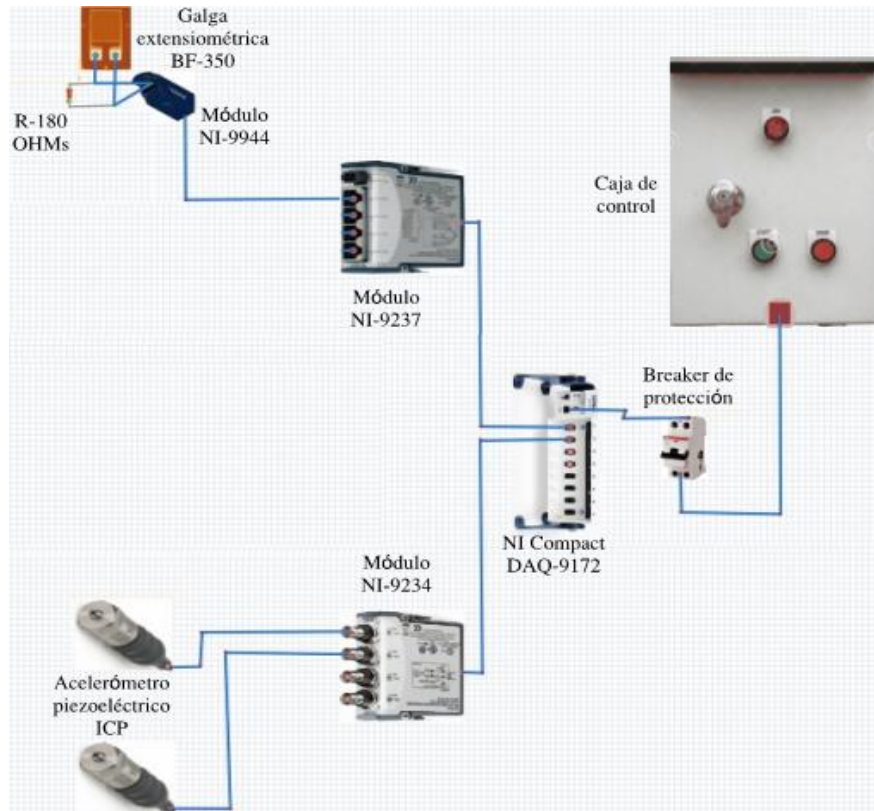 Galga
extensiométrica
BF-350
R-180
OHMs
Módulo
NI-9944
Caja de
control
Módulo
NI-9237
Breaker de
protección
NI Compact
DAQ-9172
Módulo
NI-9234
Acelerómetro
piezoeléctrico
ICP